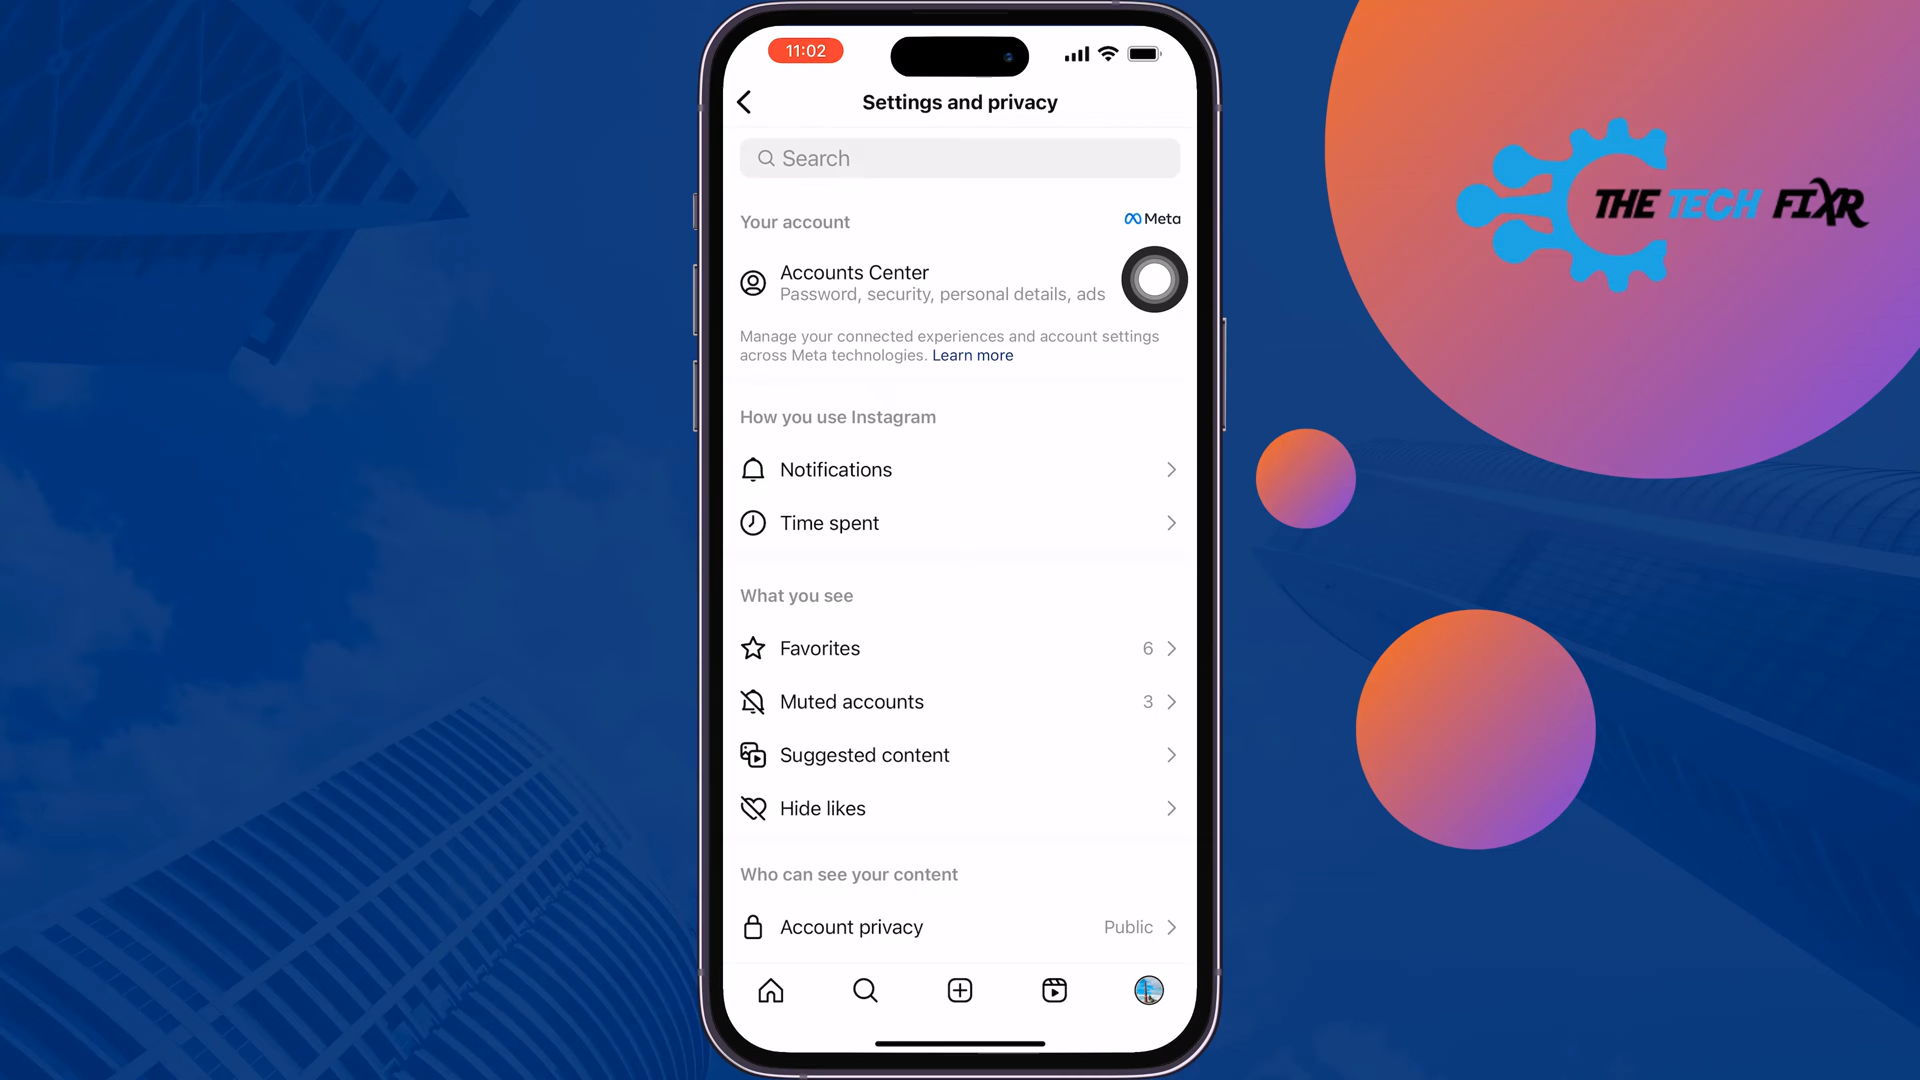 11:02
Settings and privacy
Search
Your account
Meta
Accounts Center
Password, security, personal details, ads
Manage your connected experiences and account settings
across Meta technologies. Learn more
How you use Instagram
Notifications
Time spent
What you see
Favorites 6
Muted accounts 3
Suggested content
Hide likes
Who can see your content
Account privacy Public
THE TECH FIXR